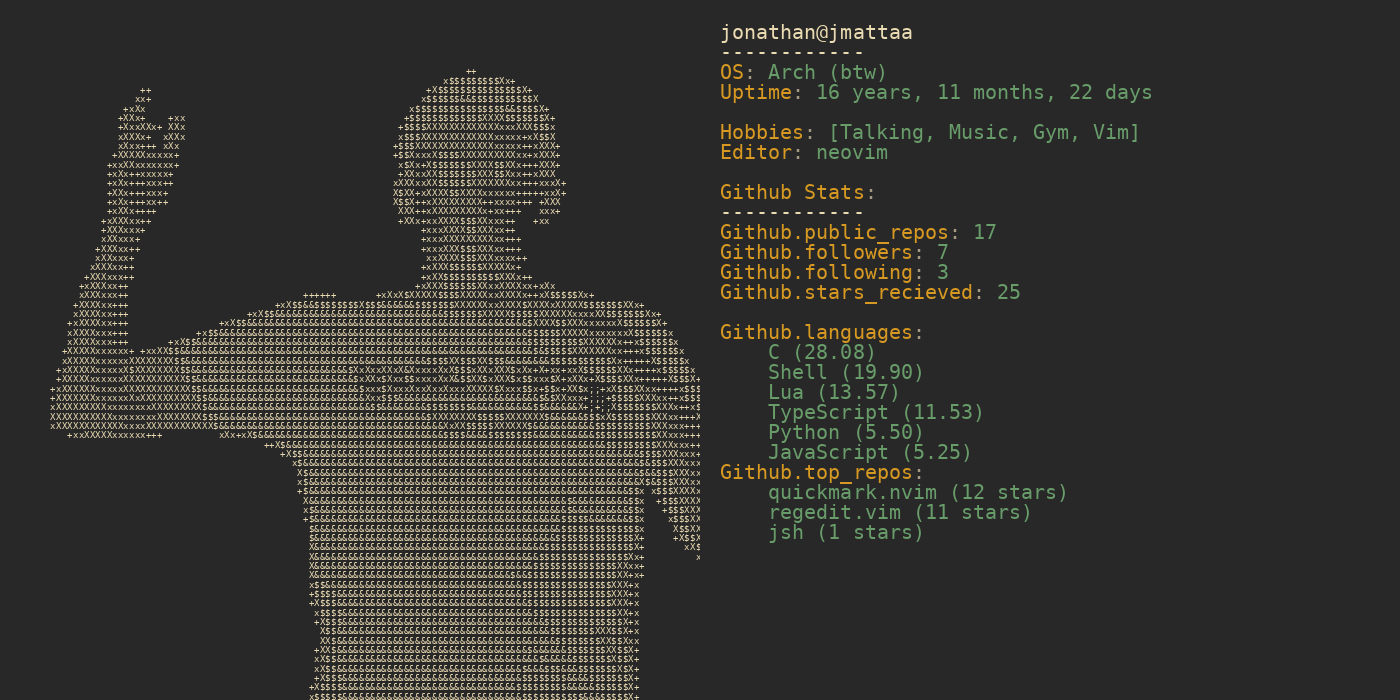 jonathan@jmattaa
------------
OS: Arch (btw)
Uptime: 16 years, 11 months, 22 days
Hobbies: [Talking, Music, Gym, Vim]
Editor: neovim
Github Stats:
------------
Github.public_repos: 17
Github.followers: 7
Github.following: 3
Github.stars_recieved: 25
Github.languages:
C (28.08)
Shell (19.90)
Lua (13.57)
TypeScript (11.53)
Python (5.50)
JavaScript (5.25)
Github.top_repos:
quickmark.nvim (12 stars)
regedit.vim (11 stars)
jsh (1 stars)